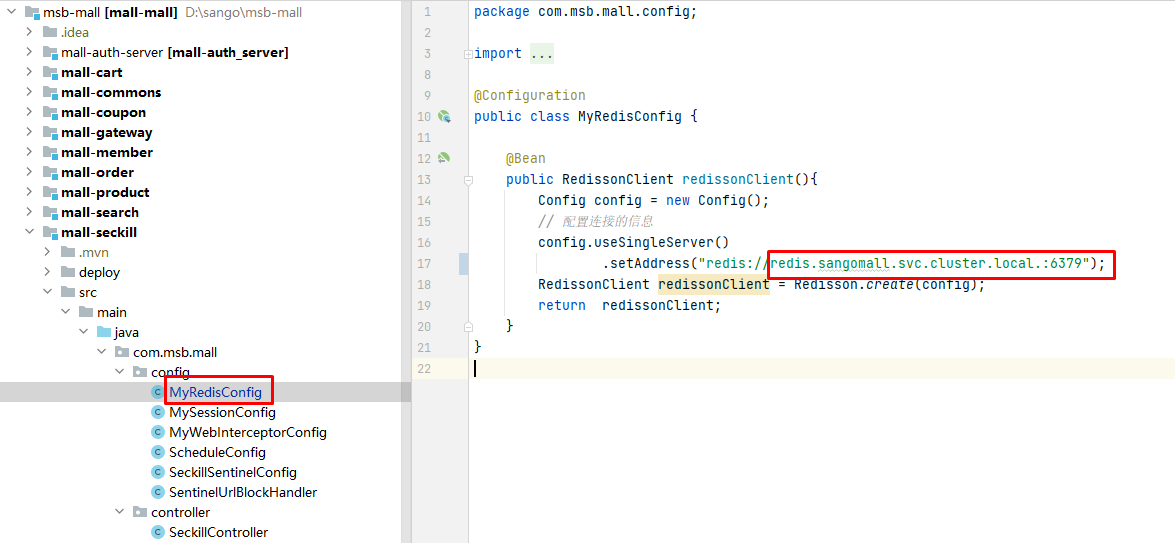 msb-mall [mall-mall] D:\sango\msb-mall
.idea
mall-auth-server [mall-auth_server]
mall-cart
mall-commons
mall-coupon
mall-gateway
mall-member
mall-order
mall-product
mall-search
mall-seckill
.mvn
deploy
src
main
java
com.msb.mall
config
MyRedisConfig
MySessionConfig
MyWebInterceptorConfig
ScheduleConfig
SeckillSentinelConfig
SentinelUrlBlockHandler
controller
SeckillController
1 package com.msb.mall.config;
2
3 import ...
8
9 @Configuration
10 public class MyRedisConfig {
11
12 @Bean
13 public RedissonClient redissonClient(){
14 Config config = new Config();
15 // 配置连接的信息
16 config.useSingleServer()
17 .setAddress("redis://redis.sangomall.svc.cluster.local.:6379");
18 RedissonClient redissonClient = Redisson.create(config);
19 return redissonClient;
20 }
21 }
22